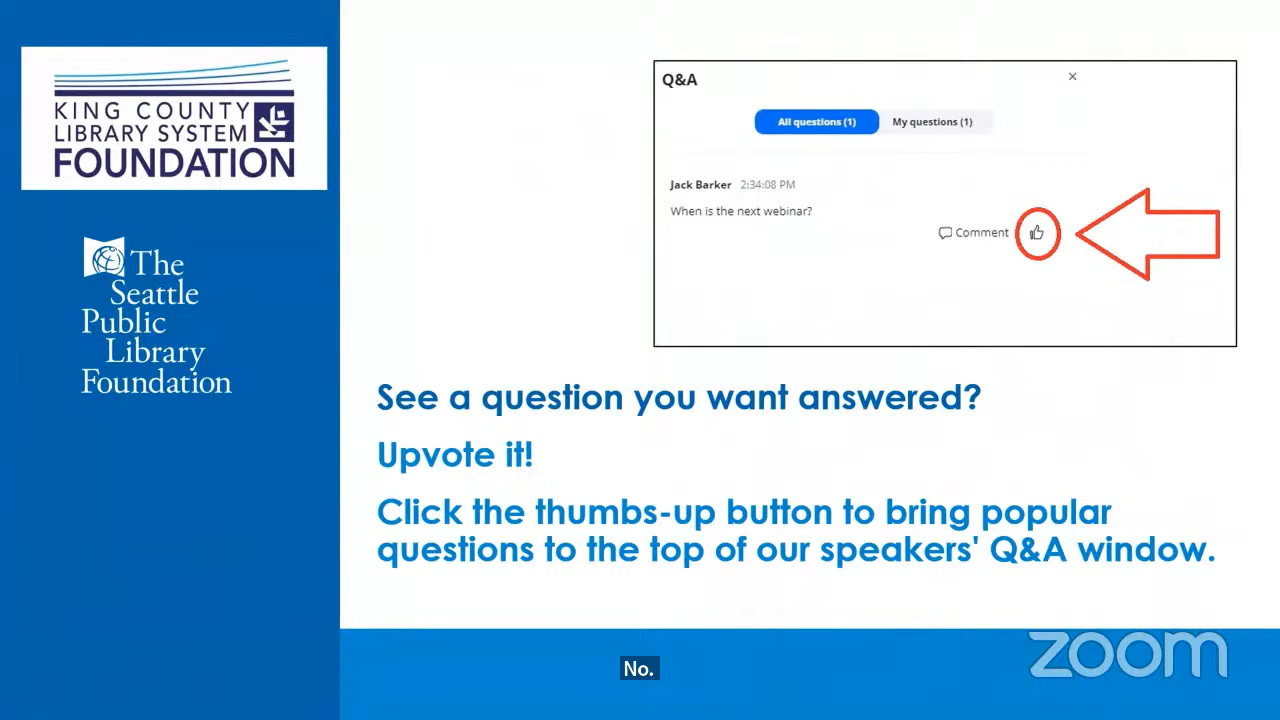 KING COUNTY
LIBRARY SYSTEM
FOUNDATION
The
Seattle
Public
Library
Foundation
Q&A
×
All questions (1) My questions (1)
Jack Barker 2:34:08 PM
When is the next webinar?
Comment
See a question you want answered?
Upvote it!
Click the thumbs-up button to bring popular
questions to the top of our speakers' Q&A window.
zoom
No.